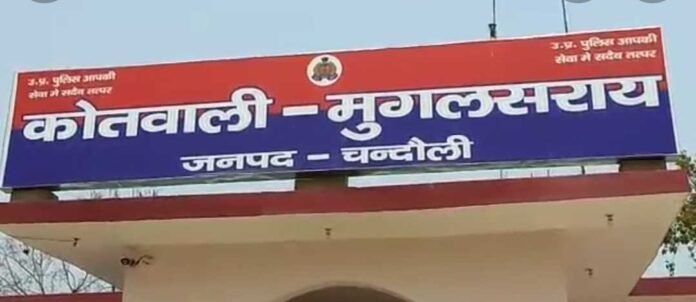 उ.प्र. पुलिस आपकी
सेवा मे सदैव तत्पर
उ.प्र. पुलिस आपकी
सेवा मे सदैव तत्पर
कोतवाली - मुगलसराय
जनपद - चन्दौली